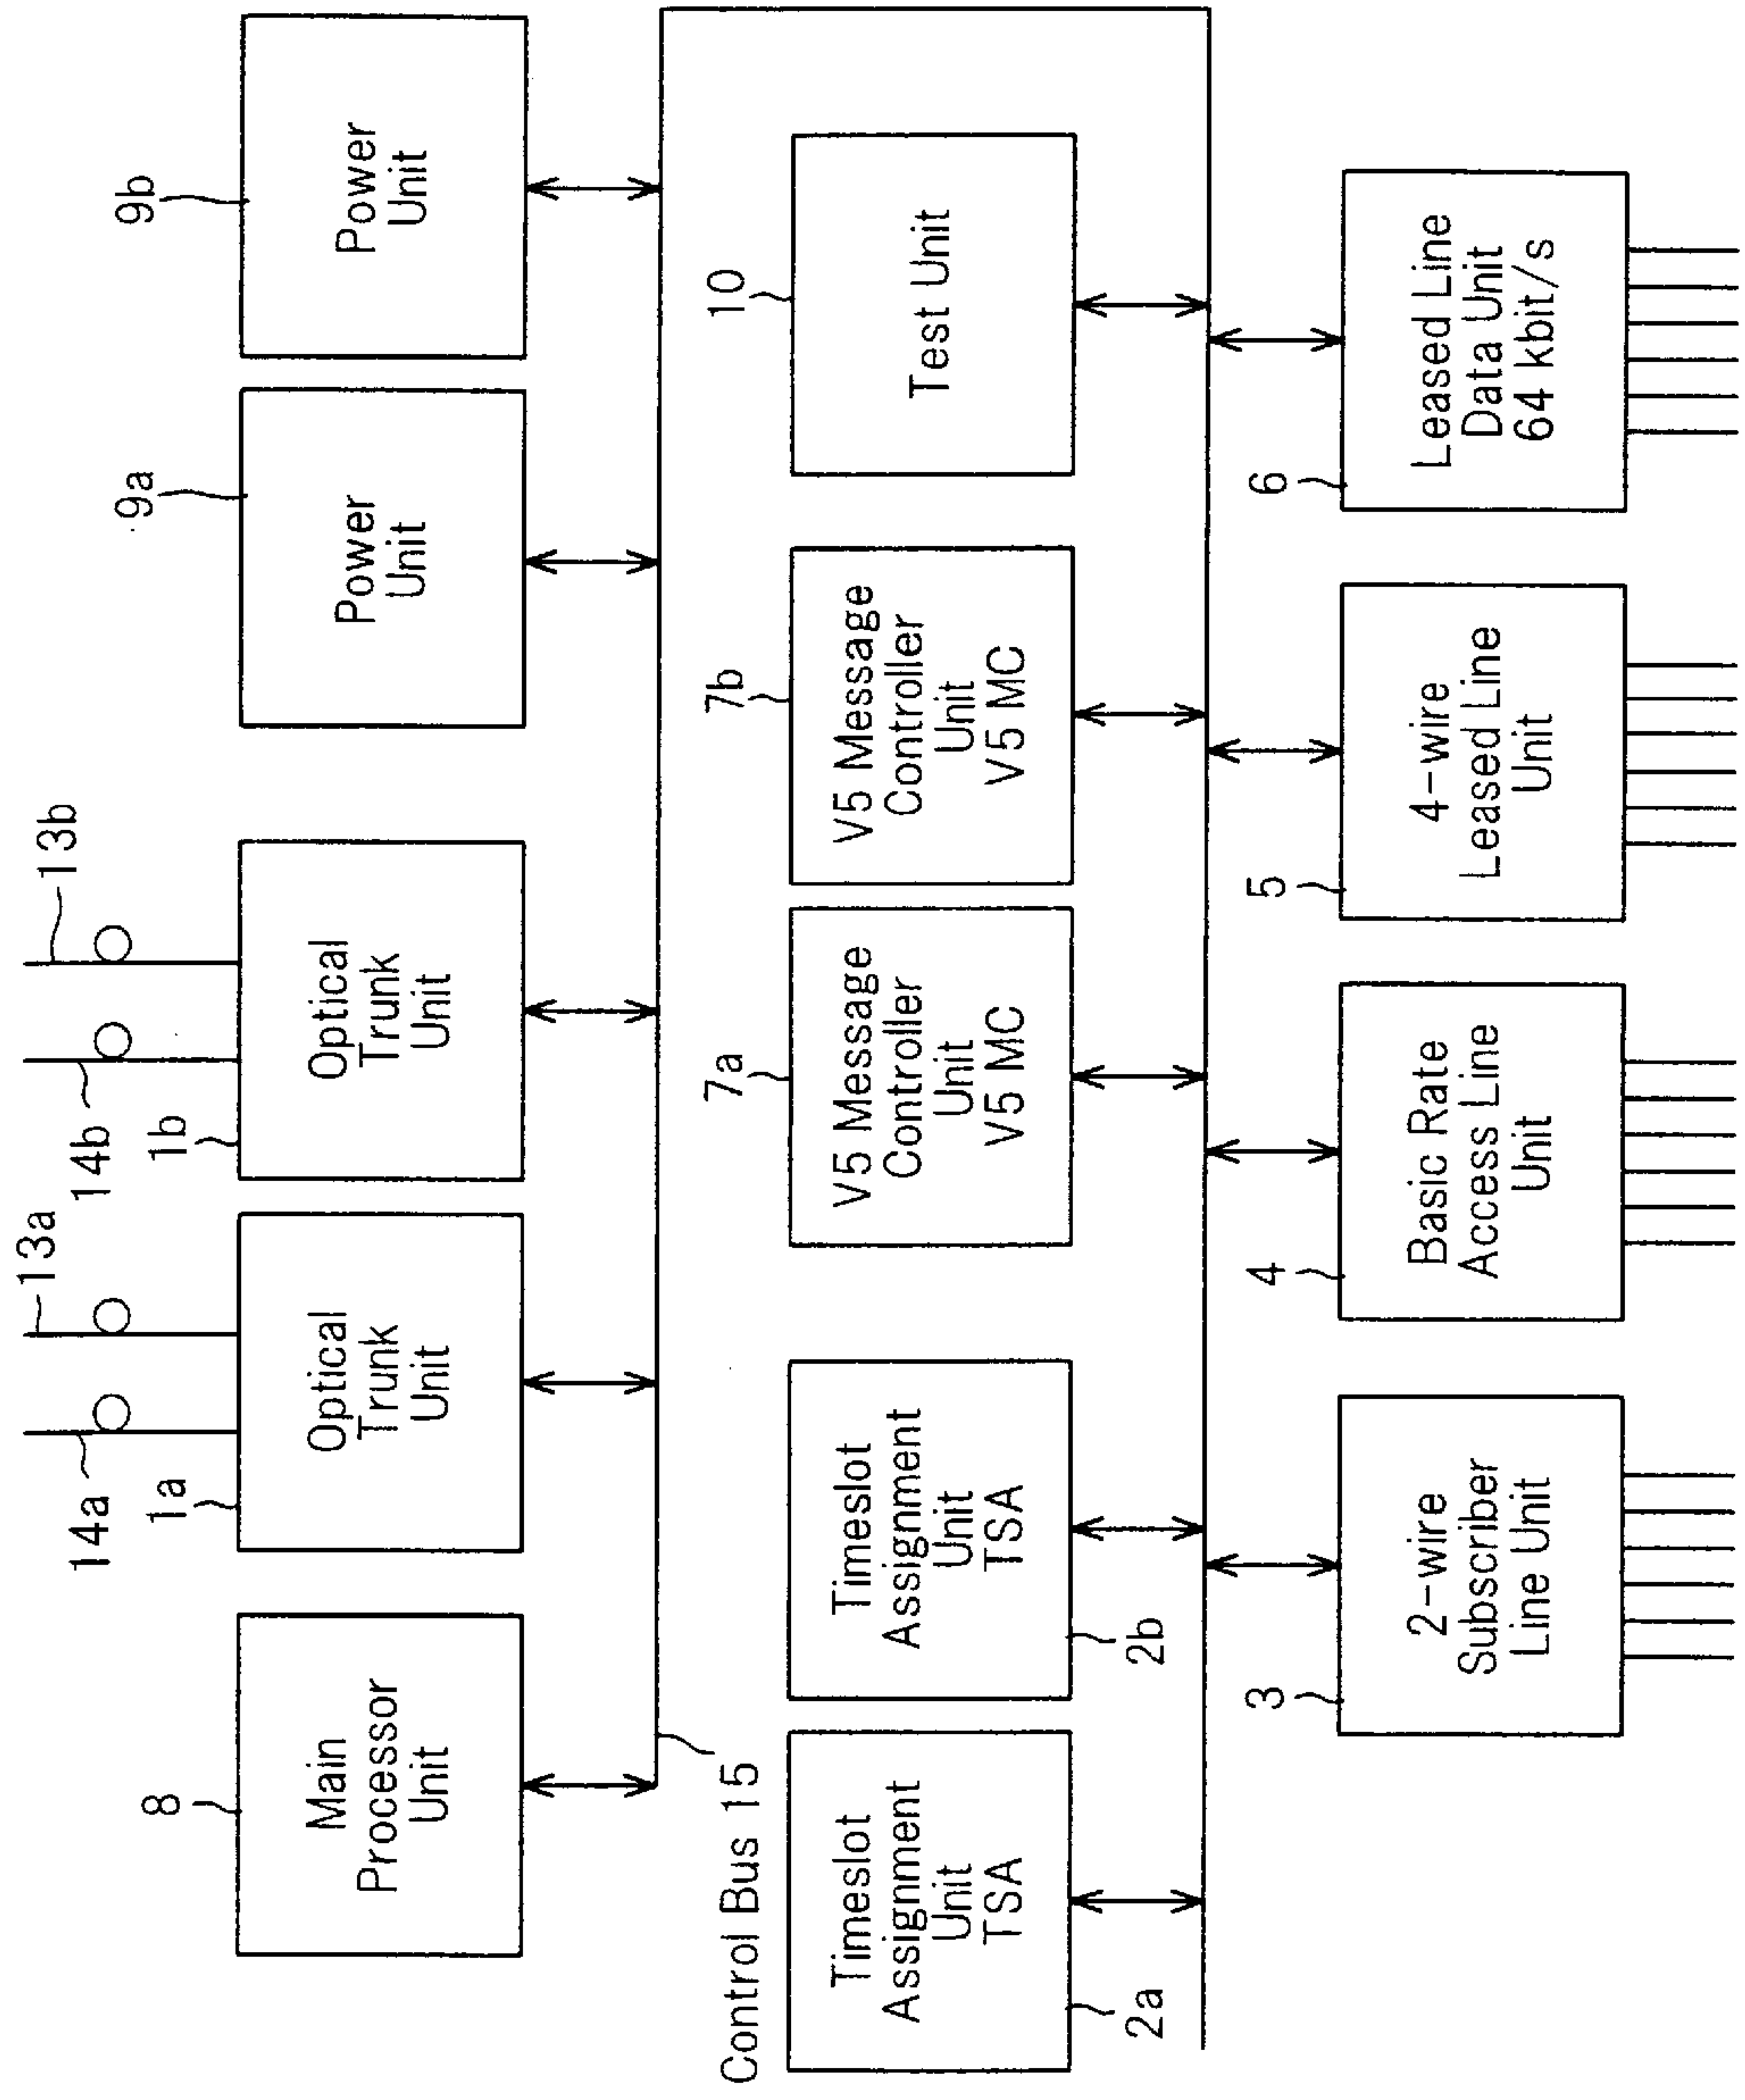 8
Main
Processor
Unit
14a
13a
1a
Optical
Trunk
Unit
14b
13b
1b
Optical
Trunk
Unit
9a
Power
Unit
9b
Power
Unit
Control Bus 15
Timeslot
Assignment
Unit
TSA
2a
Timeslot
Assignment
Unit
TSA
2b
7a
V5 Message
Controller
Unit
V5 MC
7b
V5 Message
Controller
Unit
V5 MC
10
Test Unit
3
2-wire
Subscriber
Line Unit
4
Basic Rate
Access Line
Unit
5
4-wire
Leased Line
Unit
6
Leased Line
Data Unit
64 kbit/s